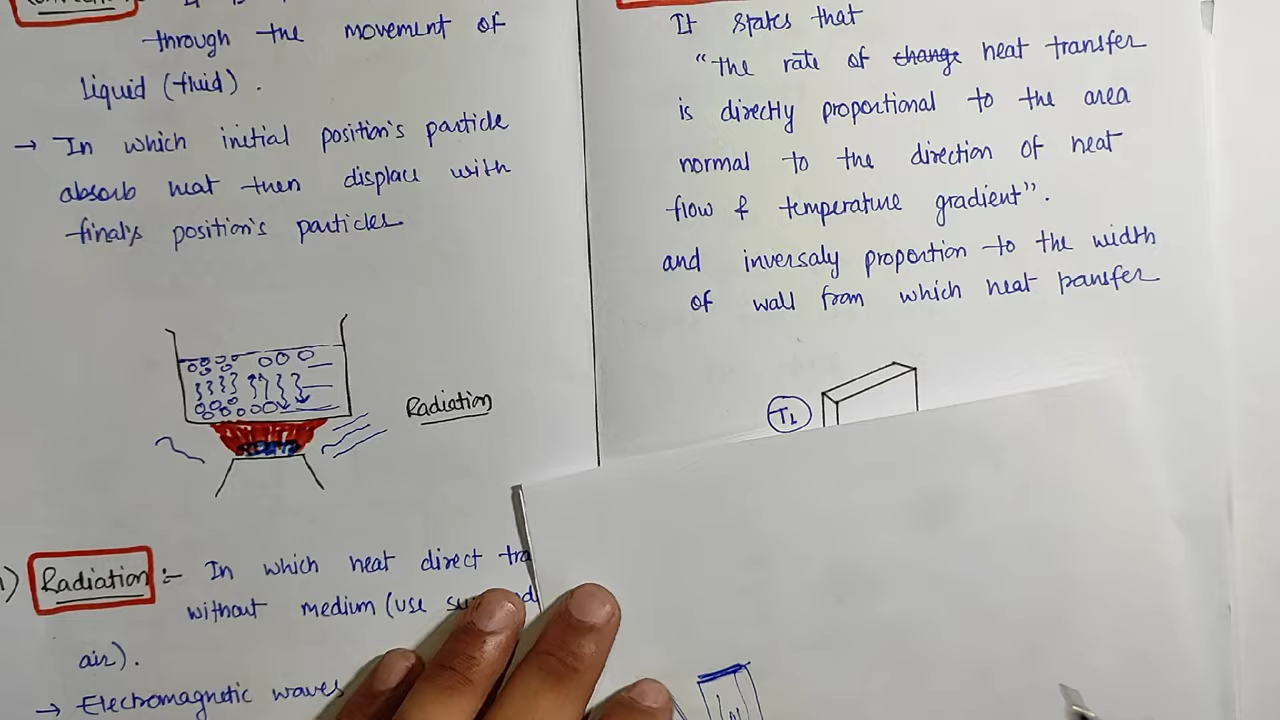 through the movement of
Liquid (fluid).
→ In which initial position's particle
absorb heat then displace with
final's position's particles
Radiation
Radiation :- In which heat direct
without medium (use
air).
→ Electromagnetic waves
It states that
"the rate of change heat transfer
is directly proportional to the area
normal to the direction of heat
flow & temperature gradient".
and inversaly proportion to the width
of wall from which heat transfer